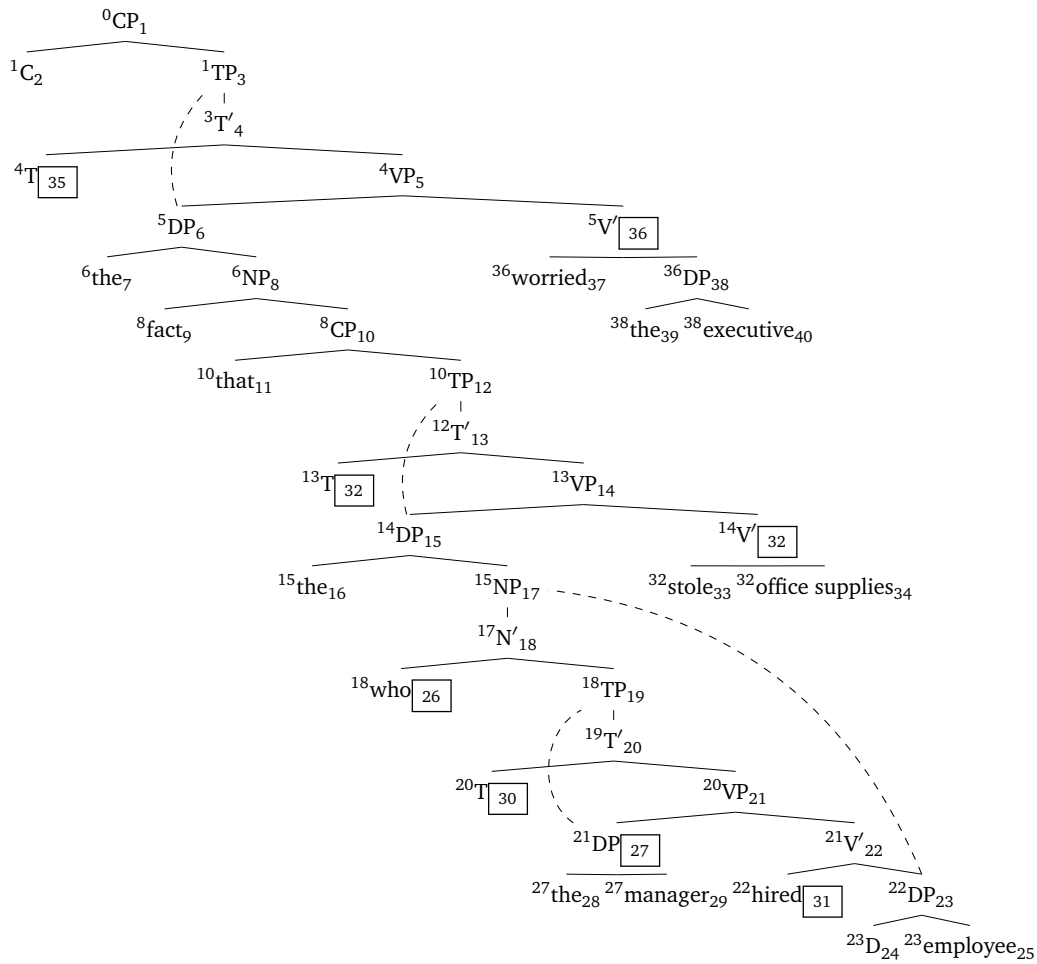 ⁰CP₁
¹C₂ ¹TP₃
³T′₄
⁴T 35 ⁴VP₅
⁵DP₆ ⁵V′ 36
⁶the₇ ⁶NP₈ ³⁶worried₃₇ ³⁶DP₃₈
⁸fact₉ ⁸CP₁₀ ³⁸the₃₉ ³⁸executive₄₀
¹⁰that₁₁ ¹⁰TP₁₂
¹²T′₁₃
¹³T 32 ¹³VP₁₄
¹⁴DP₁₅ ¹⁴V′ 32
¹⁵the₁₆ ¹⁵NP₁₇ ³²stole₃₃ ³²office supplies₃₄
¹⁷N′₁₈
¹⁸who 26 ¹⁸TP₁₉
¹⁹T′₂₀
²⁰T 30 ²⁰VP₂₁
²¹DP 27 ²¹V′₂₂
²⁷the₂₈ ²⁷manager₂₉ ²²hired 31 ²²DP₂₃
²³D₂₄ ²³employee₂₅